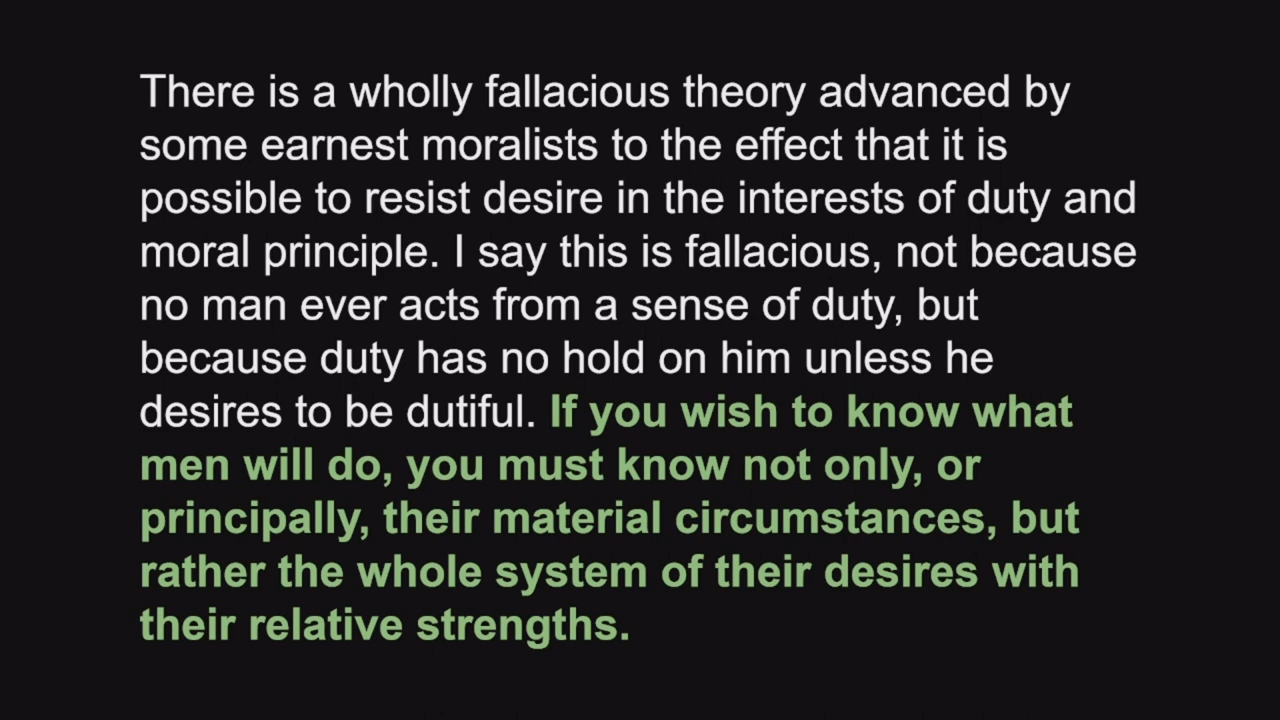 There is a wholly fallacious theory advanced by
some earnest moralists to the effect that it is
possible to resist desire in the interests of duty and
moral principle. I say this is fallacious, not because
no man ever acts from a sense of duty, but
because duty has no hold on him unless he
desires to be dutiful. If you wish to know what
men will do, you must know not only, or
principally, their material circumstances, but
rather the whole system of their desires with
their relative strengths.